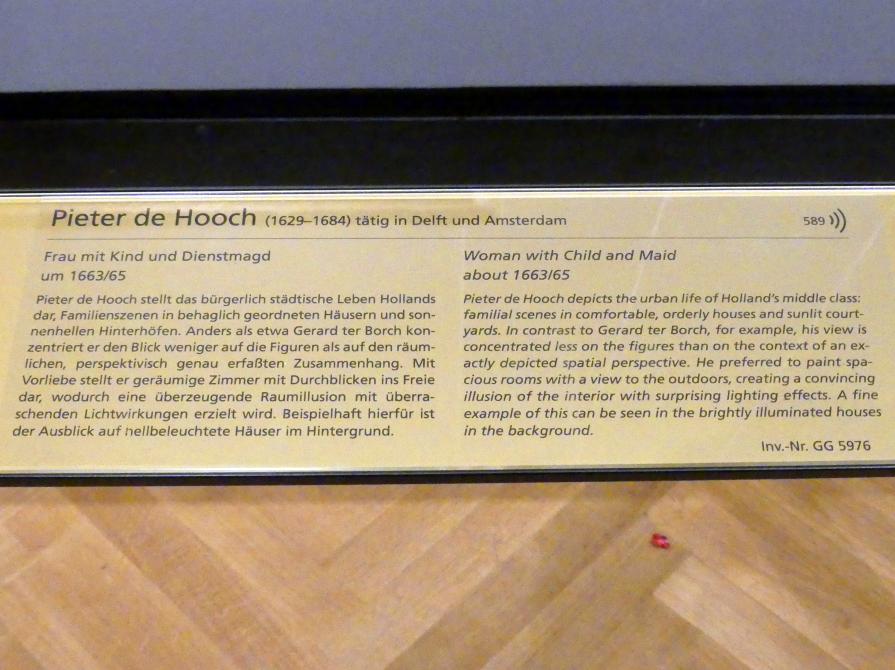 Pieter de Hooch (1629–1684) tätig in Delft und Amsterdam
589
Frau mit Kind und Dienstmagd
um 1663/65
Pieter de Hooch stellt das bürgerlich städtische Leben Hollands
dar, Familienszenen in behaglich geordneten Häusern und son-
nenhellen Hinterhöfen. Anders als etwa Gerard ter Borch kon-
zentriert er den Blick weniger auf die Figuren als auf den räum-
lichen, perspektivisch genau erfaßten Zusammenhang. Mit
Vorliebe stellt er geräumige Zimmer mit Durchblicken ins Freie
dar, wodurch eine überzeugende Raumillusion mit überra-
schenden Lichtwirkungen erzielt wird. Beispielhaft hierfür ist
der Ausblick auf hellbeleuchtete Häuser im Hintergrund.
Woman with Child and Maid
about 1663/65
Pieter de Hooch depicts the urban life of Holland's middle class:
familial scenes in comfortable, orderly houses and sunlit court-
yards. In contrast to Gerard ter Borch, for example, his view is
concentrated less on the figures than on the context of an ex-
actly depicted spatial perspective. He preferred to paint spa-
cious rooms with a view to the outdoors, creating a convincing
illusion of the interior with surprising lighting effects. A fine
example of this can be seen in the brightly illuminated houses
in the background.
Inv.-Nr. GG 5976